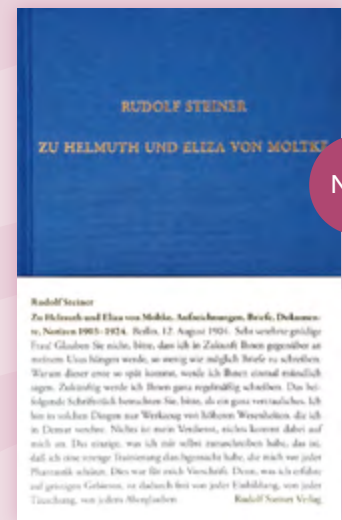 RUDOLF STEINER
ZU HELMUTH UND ELIZA VON MOLTKE
N
Rudolf Steiner
Zu Helmuth und Eliza von Moltke. Aufzeichnungen, Briefe, Dokumen-
te, Notizen 1903–1924. Berlin, 12. August 1904. Sehr verehrte gnädige
Frau! Glauben Sie nicht, bitte, dass ich in Zukunft Ihnen gegenüber an
meinem Usus hängen werde, so wenig wie möglich Briefe zu schreiben.
Warum dieser erste so spät kommt, werde ich Ihnen einmal mündlich
sagen. Zukünftig werde ich Ihnen ganz regelmäßig schreiben. Das bei-
folgende Schriftstück betrachten Sie, bitte, als ein ganz vertrauliches. Ich
bin in solchen Dingen nur Werkzeug von höheren Wesenheiten, die ich
in Demut verehre. Nichts ist mein Verdienst, nichts kommt dabei auf
mich an. Das einzige, was ich mir selbst zuzuschreiben habe, das ist,
daß ich eine strenge Trainierung durchgemacht habe, die mich vor jeder
Phantastik schützt. Dies war für mich Vorschrift. Denn, was ich erfahre
auf geistigen Gebieten, ist dadurch frei von jeder Einbildung, von jeder
Täuschung, von jedem Aberglauben. Rudolf Steiner Verlag